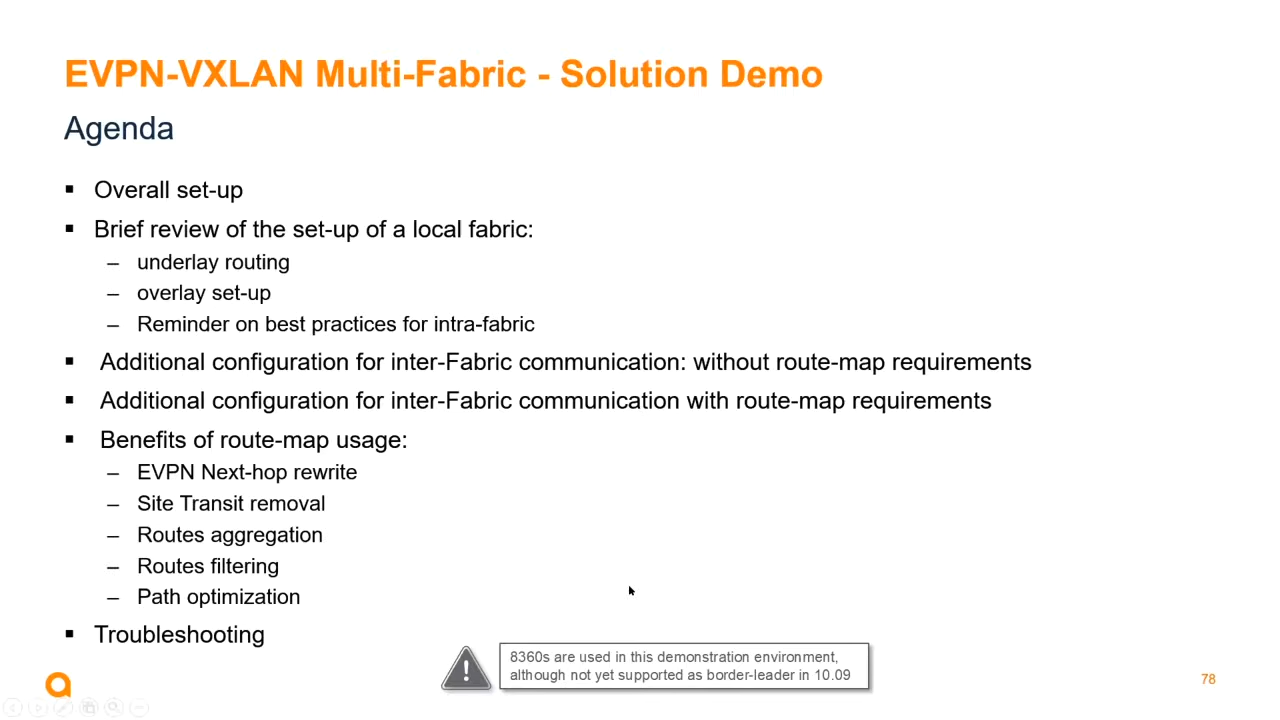 EVPN-VXLAN Multi-Fabric - Solution Demo
Agenda
▪ Overall set-up
▪ Brief review of the set-up of a local fabric:
– underlay routing
– overlay set-up
– Reminder on best practices for intra-fabric
▪ Additional configuration for inter-Fabric communication: without route-map requirements
▪ Additional configuration for inter-Fabric communication with route-map requirements
▪ Benefits of route-map usage:
– EVPN Next-hop rewrite
– Site Transit removal
– Routes aggregation
– Routes filtering
– Path optimization
▪ Troubleshooting
8360s are used in this demonstration environment,
although not yet supported as border-leader in 10.09
78